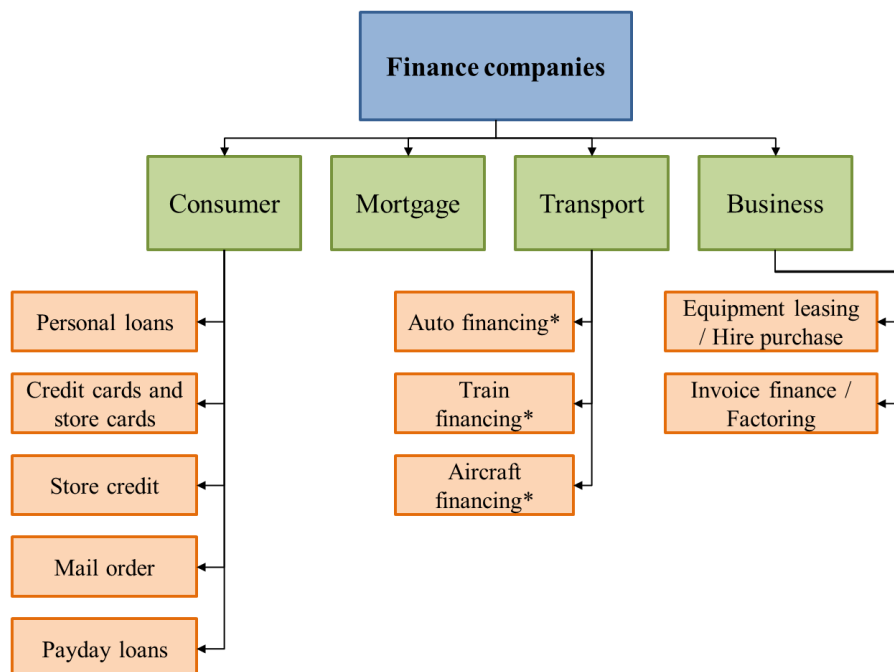 Finance companies
Consumer
Mortgage
Transport
Business
Personal loans
Credit cards and
store cards
Store credit
Mail order
Payday loans
Auto financing*
Train
financing*
Aircraft
financing*
Equipment leasing
/ Hire purchase
Invoice finance /
Factoring